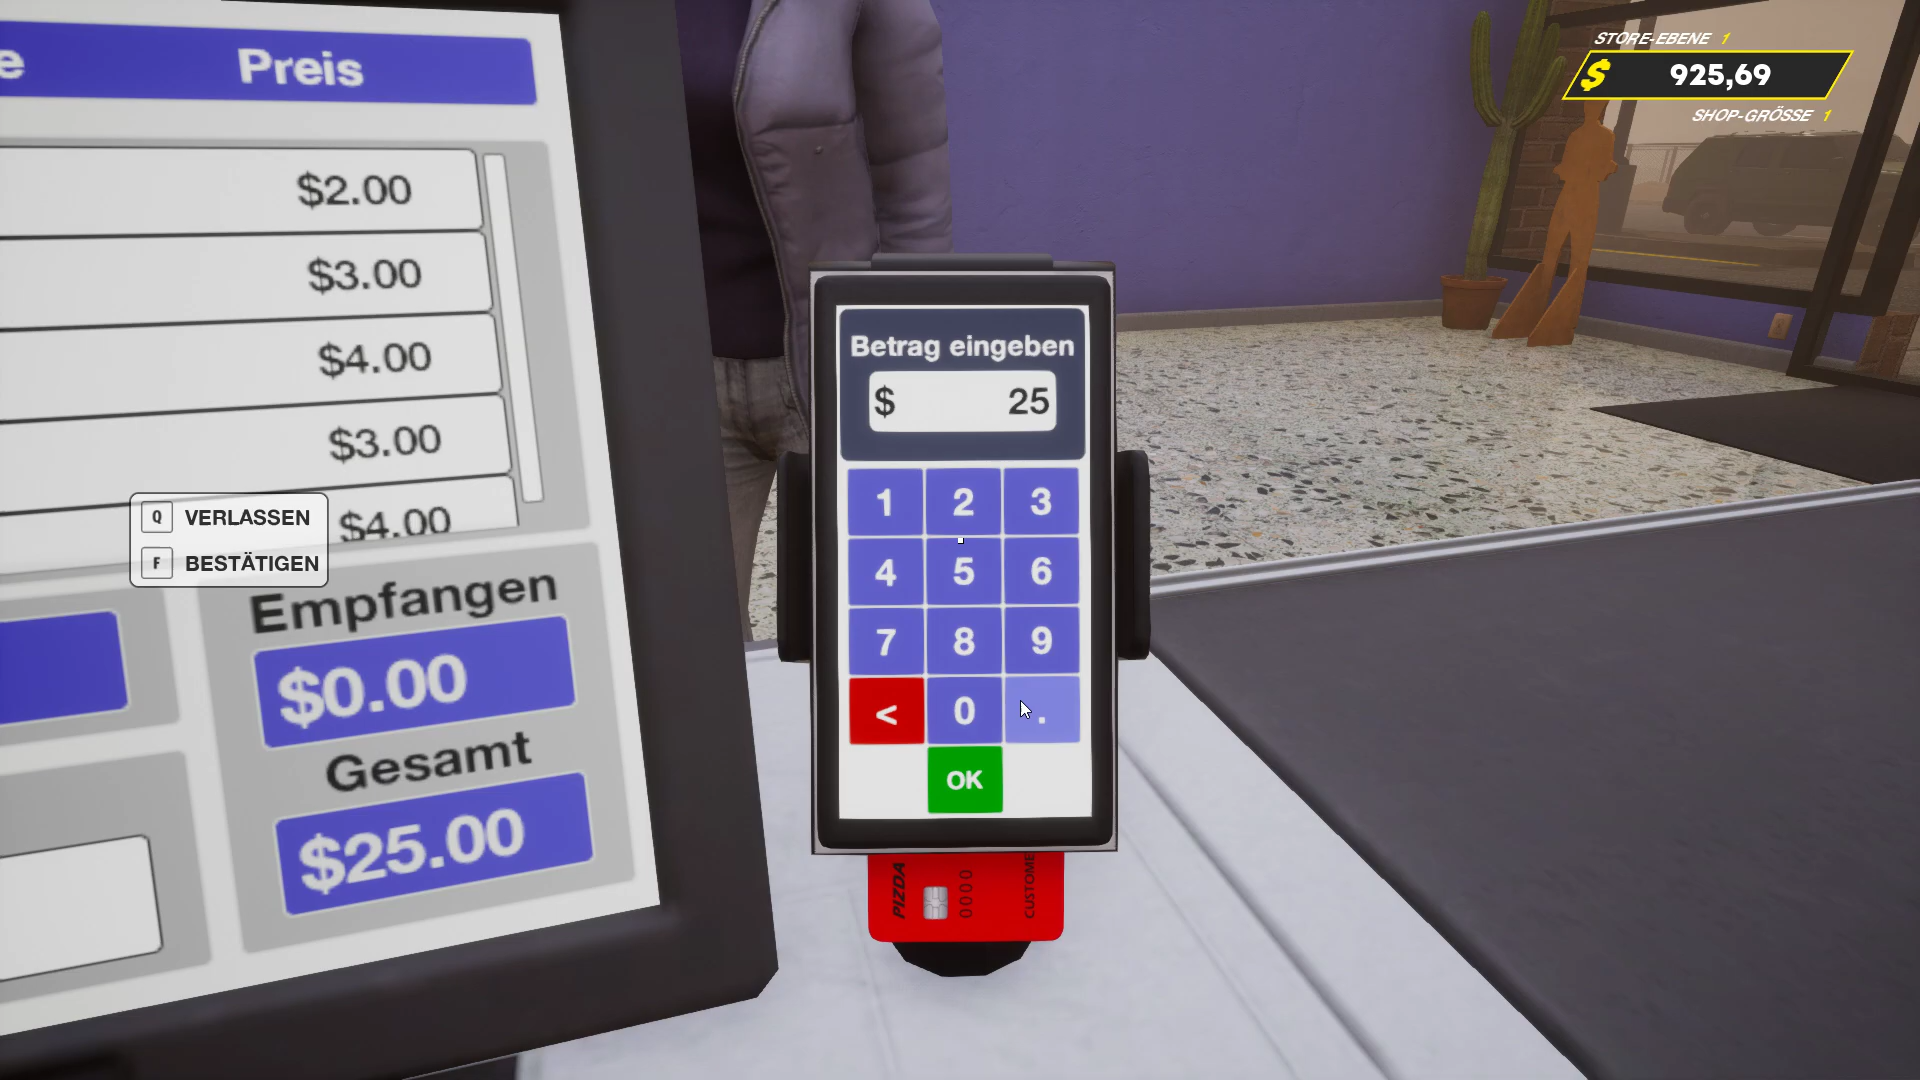 e Preis
$2.00
$3.00
$4.00
$3.00
$4.00
Q VERLASSEN
F BESTÄTIGEN
Empfangen
$0.00
Gesamt
$25.00
Betrag eingeben
$ 25
1 2 3
4 5 6
7 8 9
< 0 .
OK
PIZDA
0000
CUSTOME
STORE-EBENE 1
$ 925,69
SHOP-GRÖSSE 1